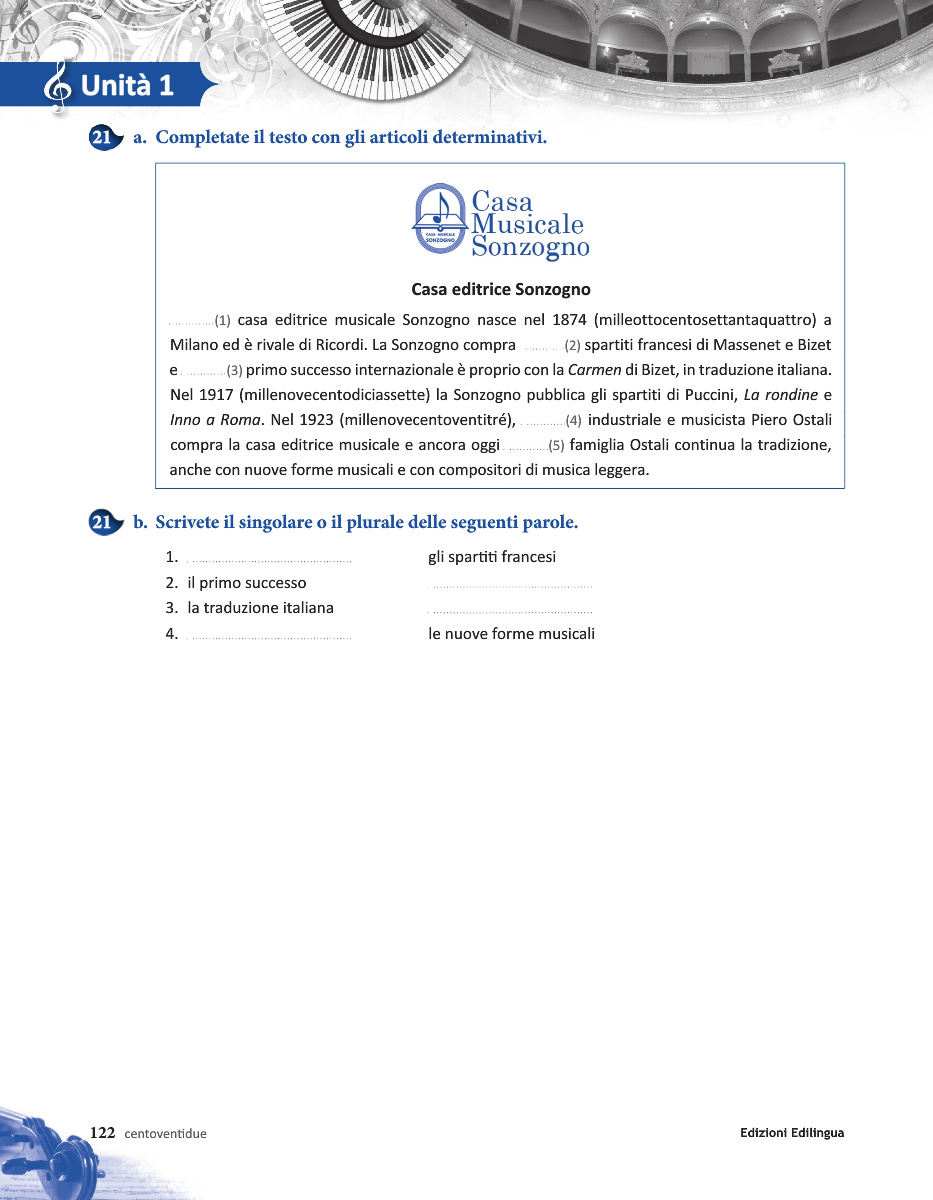 Unità 1
21 a. Completate il testo con gli articoli determinativi.
CASA MUSICALE
SONZOGNO
Casa
Musicale
Sonzogno
Casa editrice Sonzogno
............(1) casa editrice musicale Sonzogno nasce nel 1874 (milleottocentosettantaquattro) a
Milano ed è rivale di Ricordi. La Sonzogno compra .......... (2) spartiti francesi di Massenet e Bizet
e ............(3) primo successo internazionale è proprio con la Carmen di Bizet, in traduzione italiana.
Nel 1917 (millenovecentodiciassette) la Sonzogno pubblica gli spartiti di Puccini, La rondine e
Inno a Roma. Nel 1923 (millenovecentoventitré), ............(4) industriale e musicista Piero Ostali
compra la casa editrice musicale e ancora oggi ............(5) famiglia Ostali continua la tradizione,
anche con nuove forme musicali e con compositori di musica leggera.
21 b. Scrivete il singolare o il plurale delle seguenti parole.
1. .................................................. gli spartiti francesi
2. il primo successo ..................................................
3. la traduzione italiana ..................................................
4. .................................................. le nuove forme musicali
122 centoventidue
Edizioni Edilingua